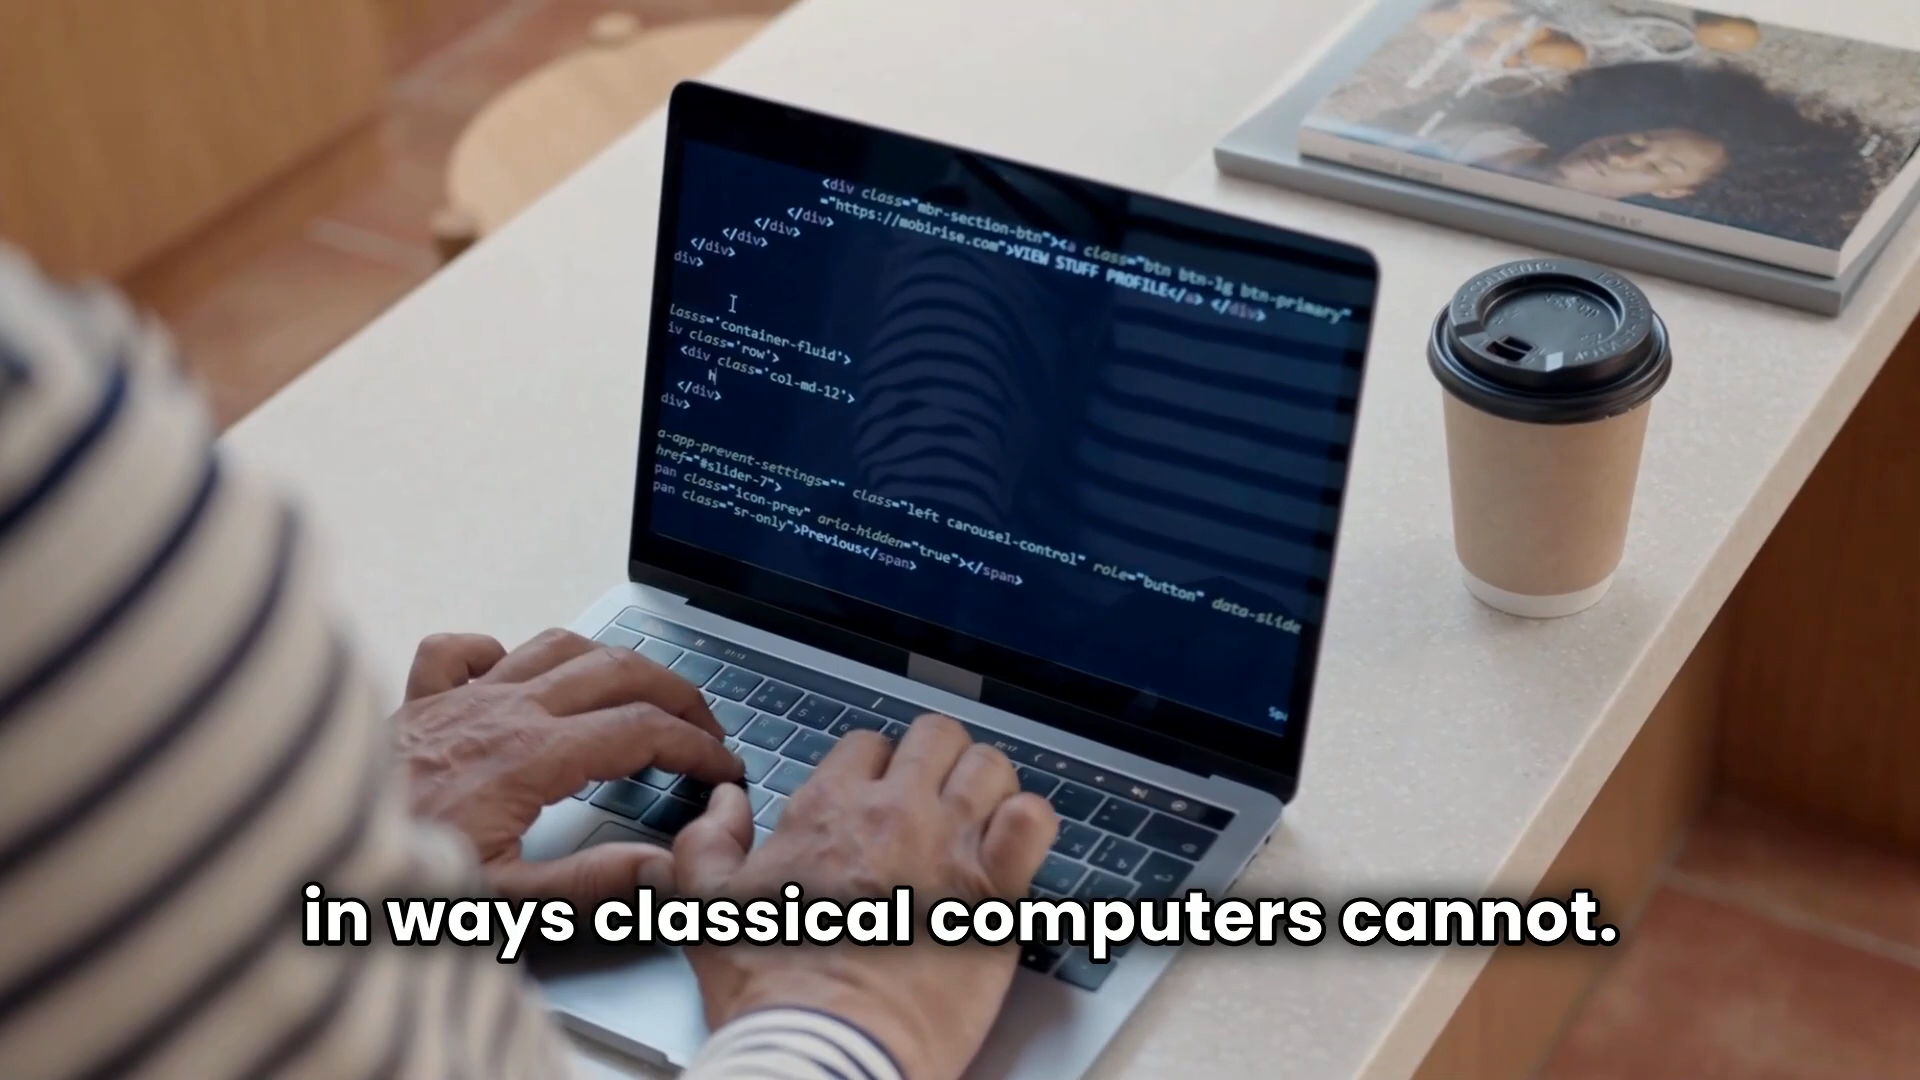 <div class="mbr-section-btn"><a class="btn btn-lg btn-primary"
="https://mobirise.com">VIEW STUFF PROFILE</a> </div>
</div>
</div>
</div>
</div>
div>
lasss='container-fluid'>
iv class='row'>
<div class='col-md-12'>
h
</div>
div>
a-app-prevent-settings="" class="left carousel-control" role="button" data-slide
href="#slider-7">
pan class="icon-prev" aria-hidden="true"></span>
pan class="sr-only">Previous</span>
in ways classical computers cannot.